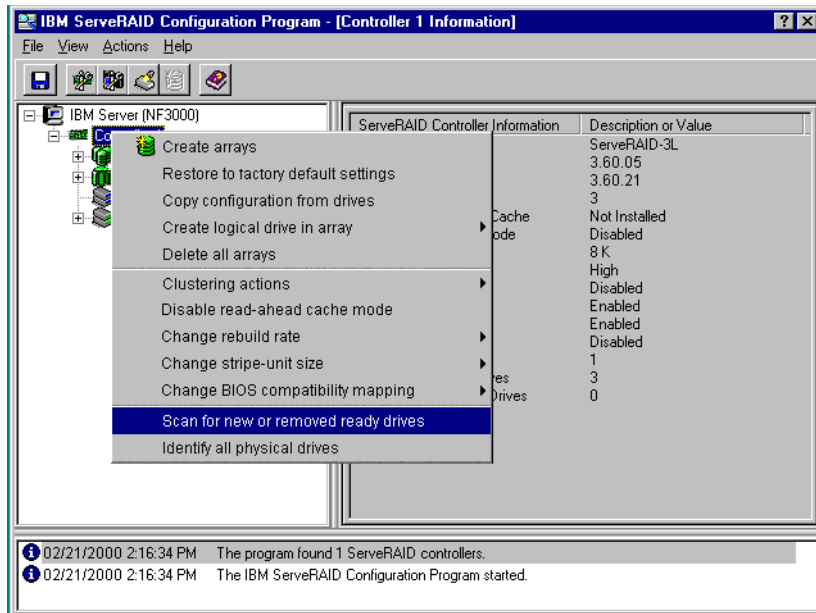 IBM ServeRAID Configuration Program - [Controller 1 Information]
File View Actions Help
IBM Server (NF3000)
Co
Create arrays
Restore to factory default settings
Copy configuration from drives
Create logical drive in array
Delete all arrays
Clustering actions
Disable read-ahead cache mode
Change rebuild rate
Change stripe-unit size
Change BIOS compatibility mapping
Scan for new or removed ready drives
Identify all physical drives
ServeRAID Controller Information Description or Value
ServeRAID-3L
3.60.05
3.60.21
3
Cache Not Installed
ode Disabled
8 K
High
Disabled
Enabled
Enabled
Disabled
1
ves 3
Drives 0
02/21/2000 2:16:34 PM The program found 1 ServeRAID controllers.
02/21/2000 2:16:34 PM The IBM ServeRAID Configuration Program started.